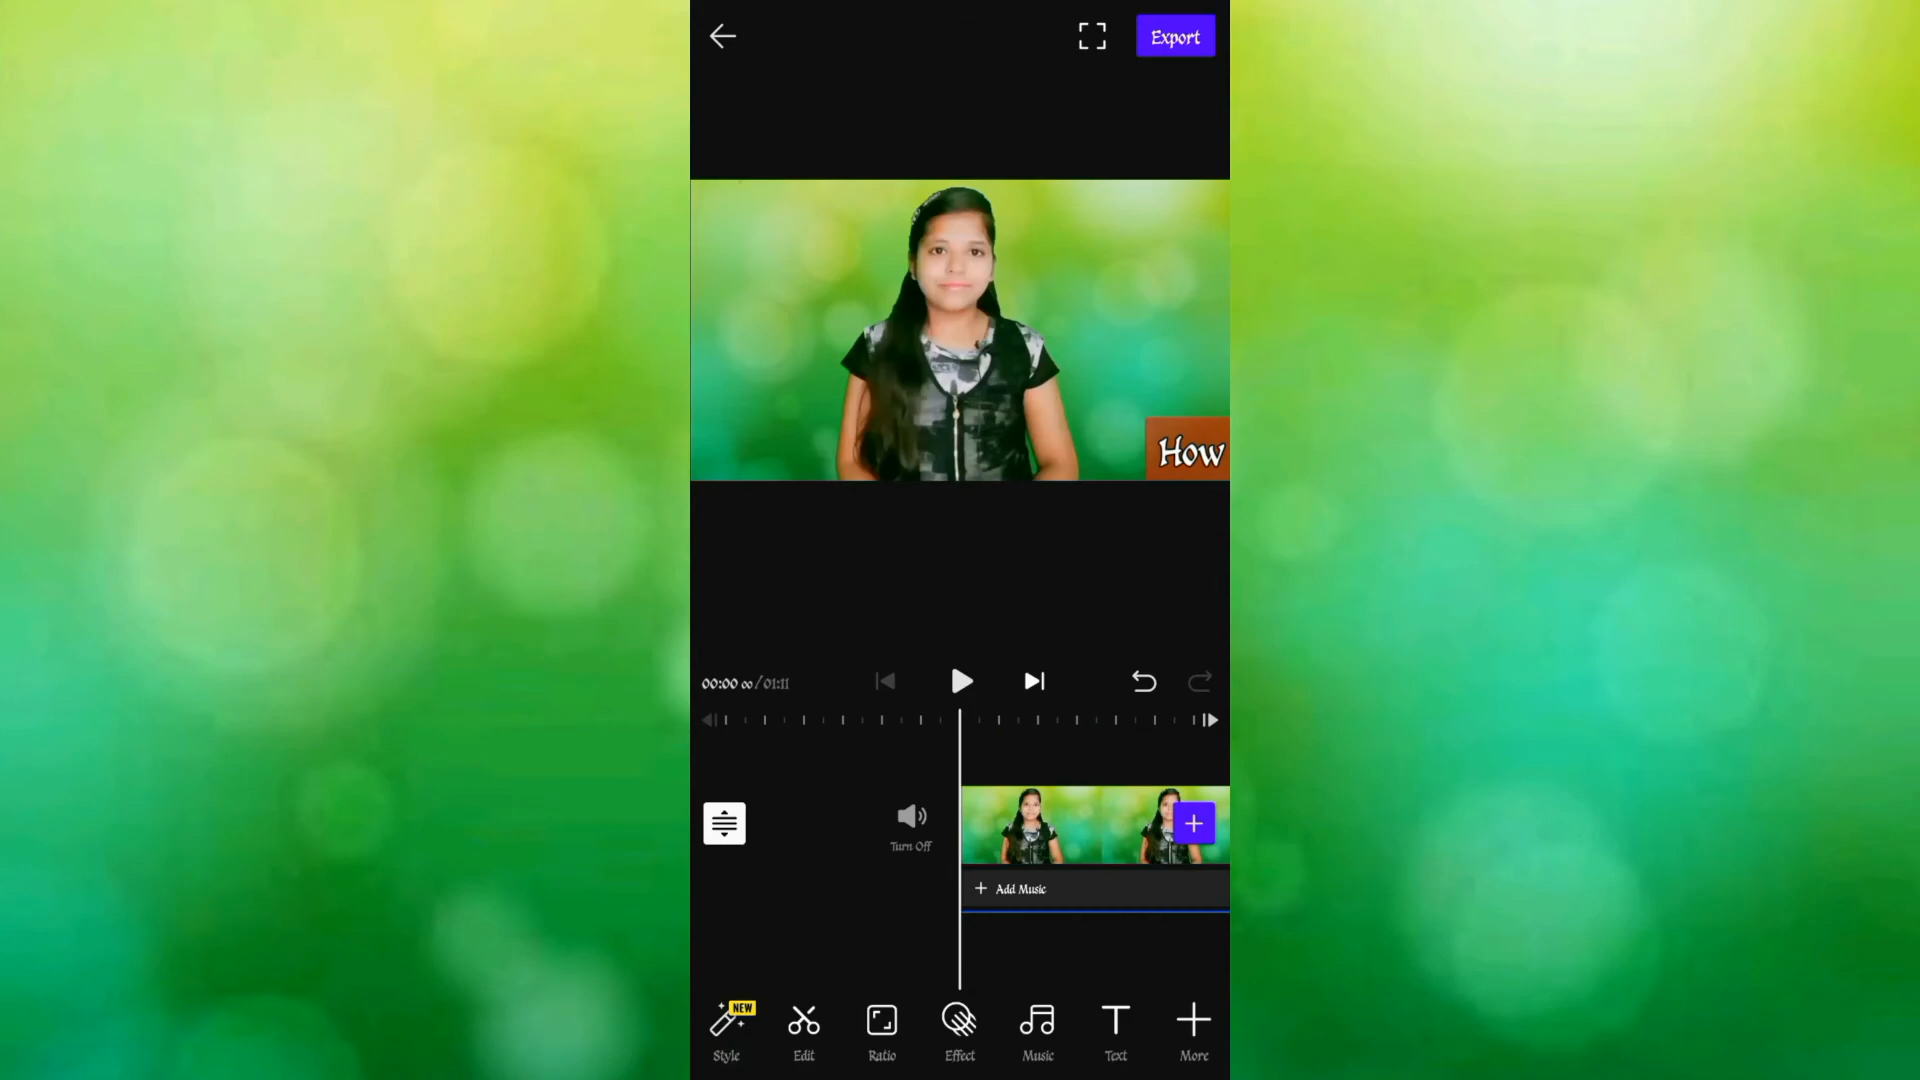 Export
How
00:00 00/01:11
Turn Off
Add Music
NEW
Style
Edit
Ratio
Effect
Music
Text
More